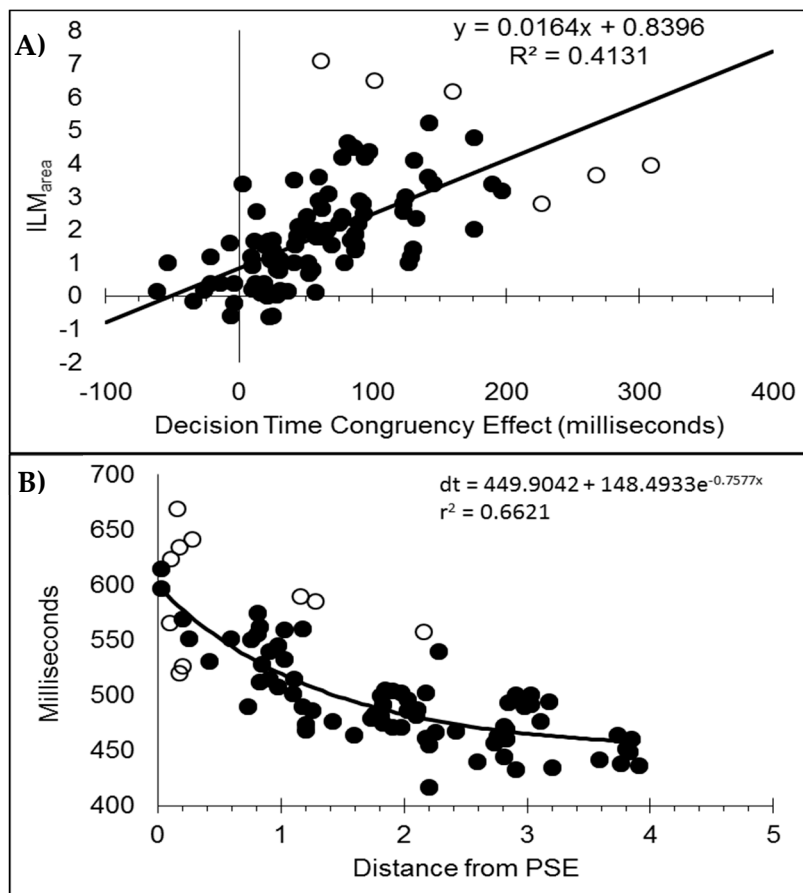 A)
y = 0.0164x + 0.8396
R² = 0.4131
8
7
6
5
4
3
2
1
0
-1
-2
ILMarea
-100 0 100 200 300 400
Decision Time Congruency Effect (milliseconds)
B)
dt = 449.9042 + 148.4933e-0.7577x
r² = 0.6621
700
650
600
550
500
450
400
Milliseconds
0 1 2 3 4 5
Distance from PSE